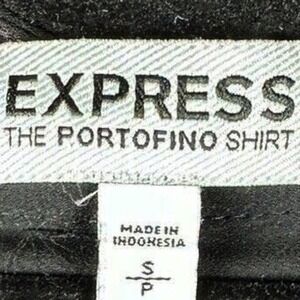 EXPRESS
THE PORTOFINO SHIRT
MADE IN
INDONESIA
S
P